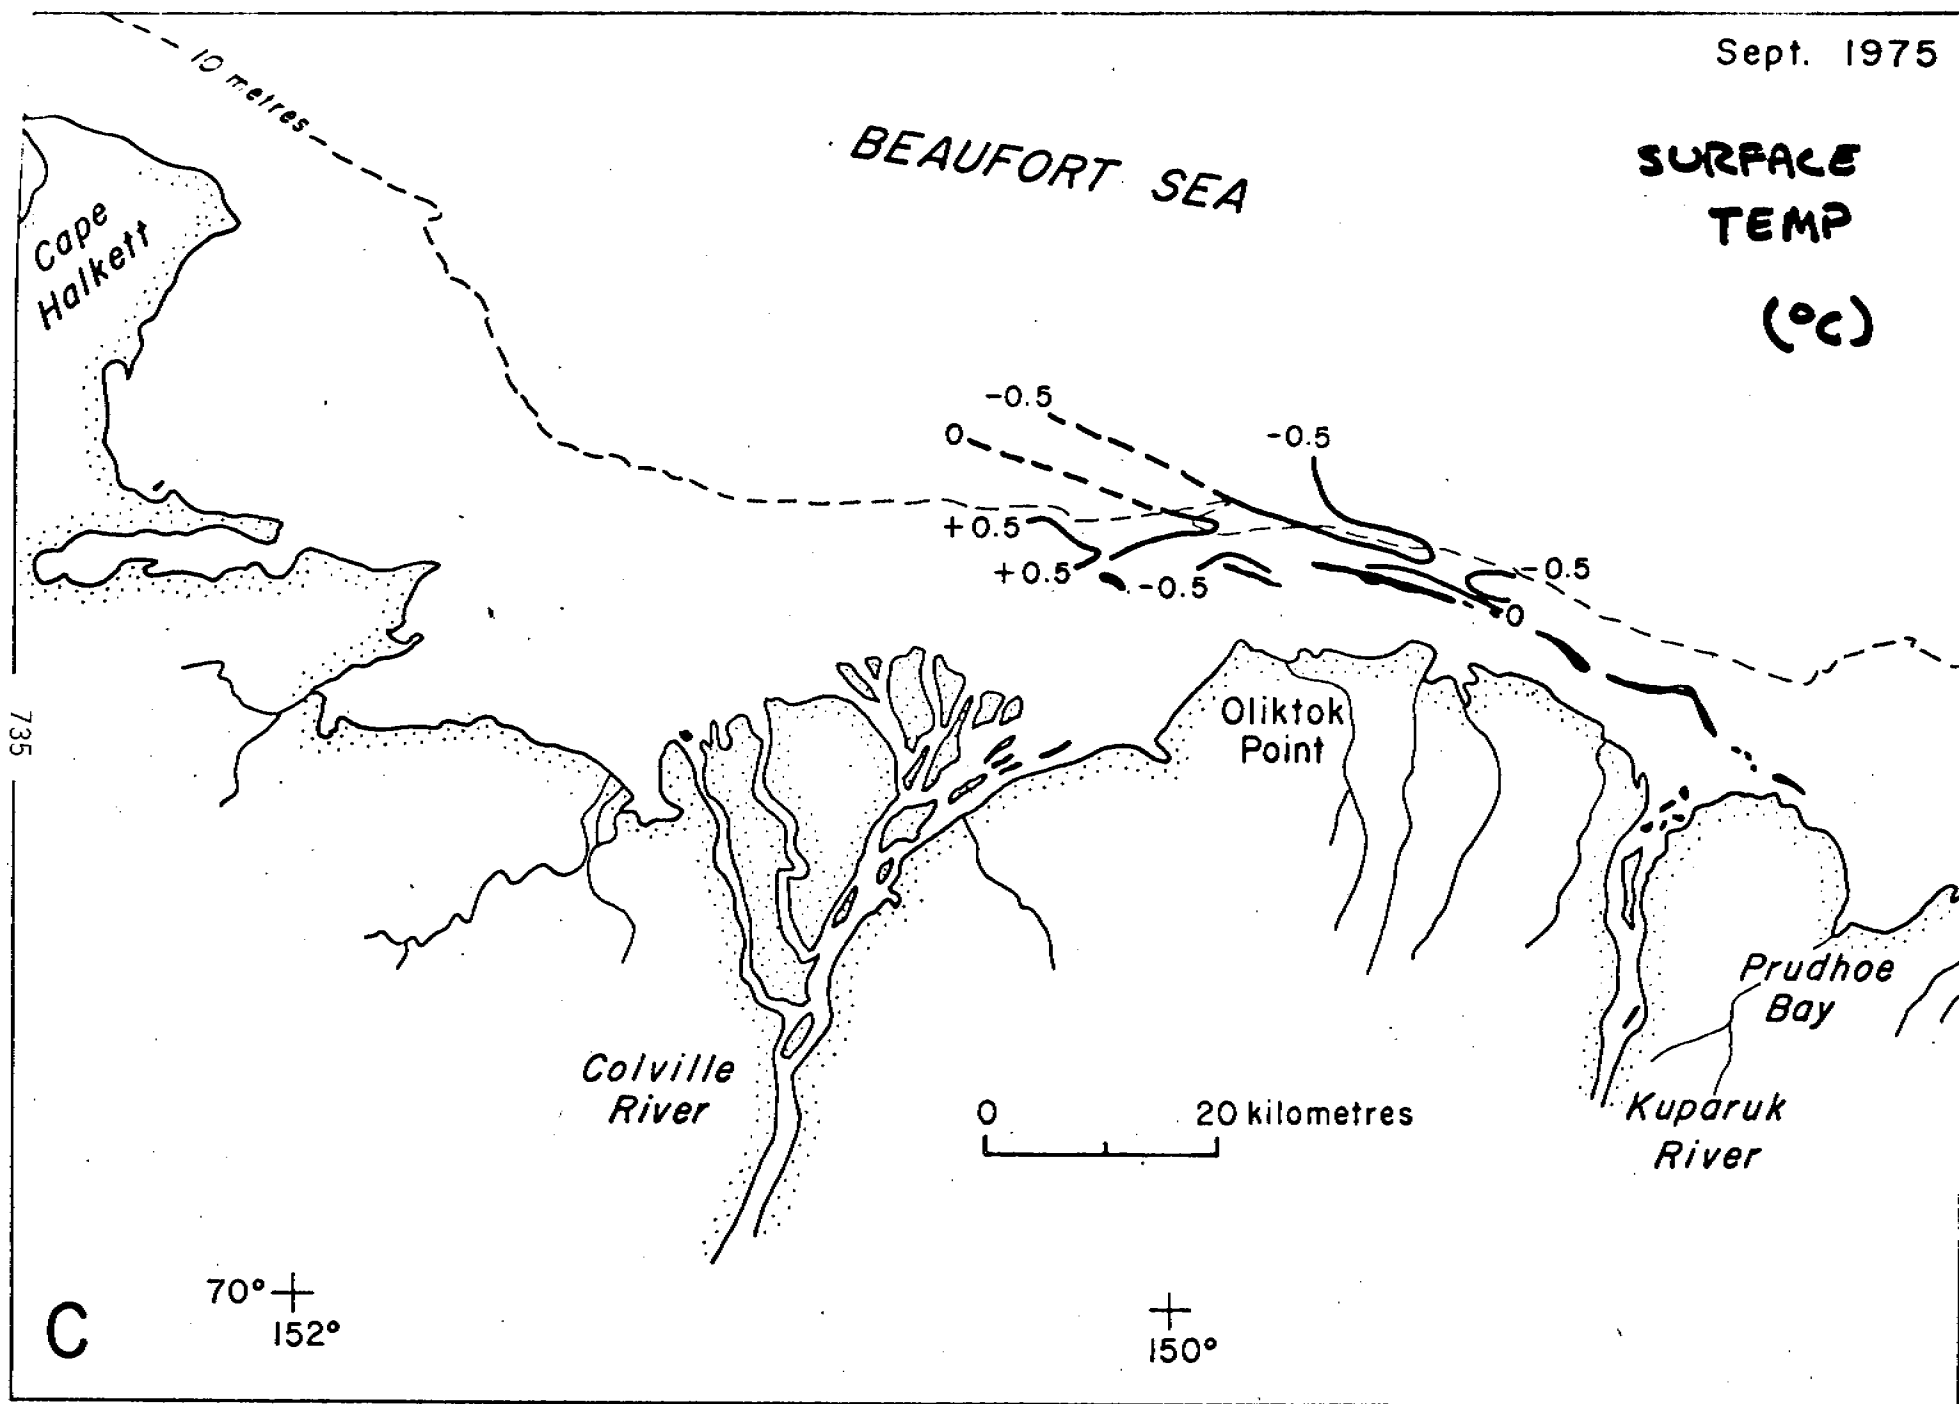 Sept. 1975
10 metres
BEAUFORT SEA
SURFACE
TEMP
(°C)
Cape
Halkett
-0.5
0
-0.5
+0.5
+0.5
-0.5
-0.5
0
Oliktok
Point
735
Prudhoe
Bay
Colville
River
0 20 kilometres
Kuparuk
River
70°
152°
150°
C